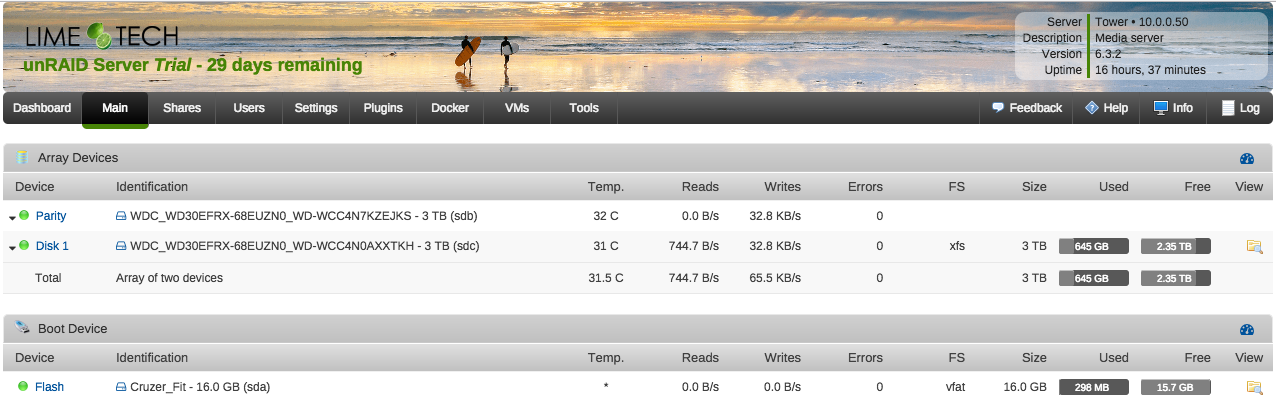 LIME TECH
unRAID Server Trial - 29 days remaining
Server Tower • 10.0.0.50
Description Media server
Version 6.3.2
Uptime 16 hours, 37 minutes
Dashboard Main Shares Users Settings Plugins Docker VMs Tools Feedback Help Info Log
Array Devices
Device Identification Temp. Reads Writes Errors FS Size Used Free View
Parity WDC_WD30EFRX-68EUZN0_WD-WCC4N7KZEJKS - 3 TB (sdb) 32 C 0.0 B/s 32.8 KB/s 0
Disk 1 WDC_WD30EFRX-68EUZN0_WD-WCC4N0AXXTKH - 3 TB (sdc) 31 C 744.7 B/s 32.8 KB/s 0 xfs 3 TB 645 GB 2.35 TB
Total Array of two devices 31.5 C 744.7 B/s 65.5 KB/s 0 3 TB 645 GB 2.35 TB
Boot Device
Device Identification Temp. Reads Writes Errors FS Size Used Free View
Flash Cruzer_Fit - 16.0 GB (sda) * 0.0 B/s 0.0 B/s 0 vfat 16.0 GB 298 MB 15.7 GB